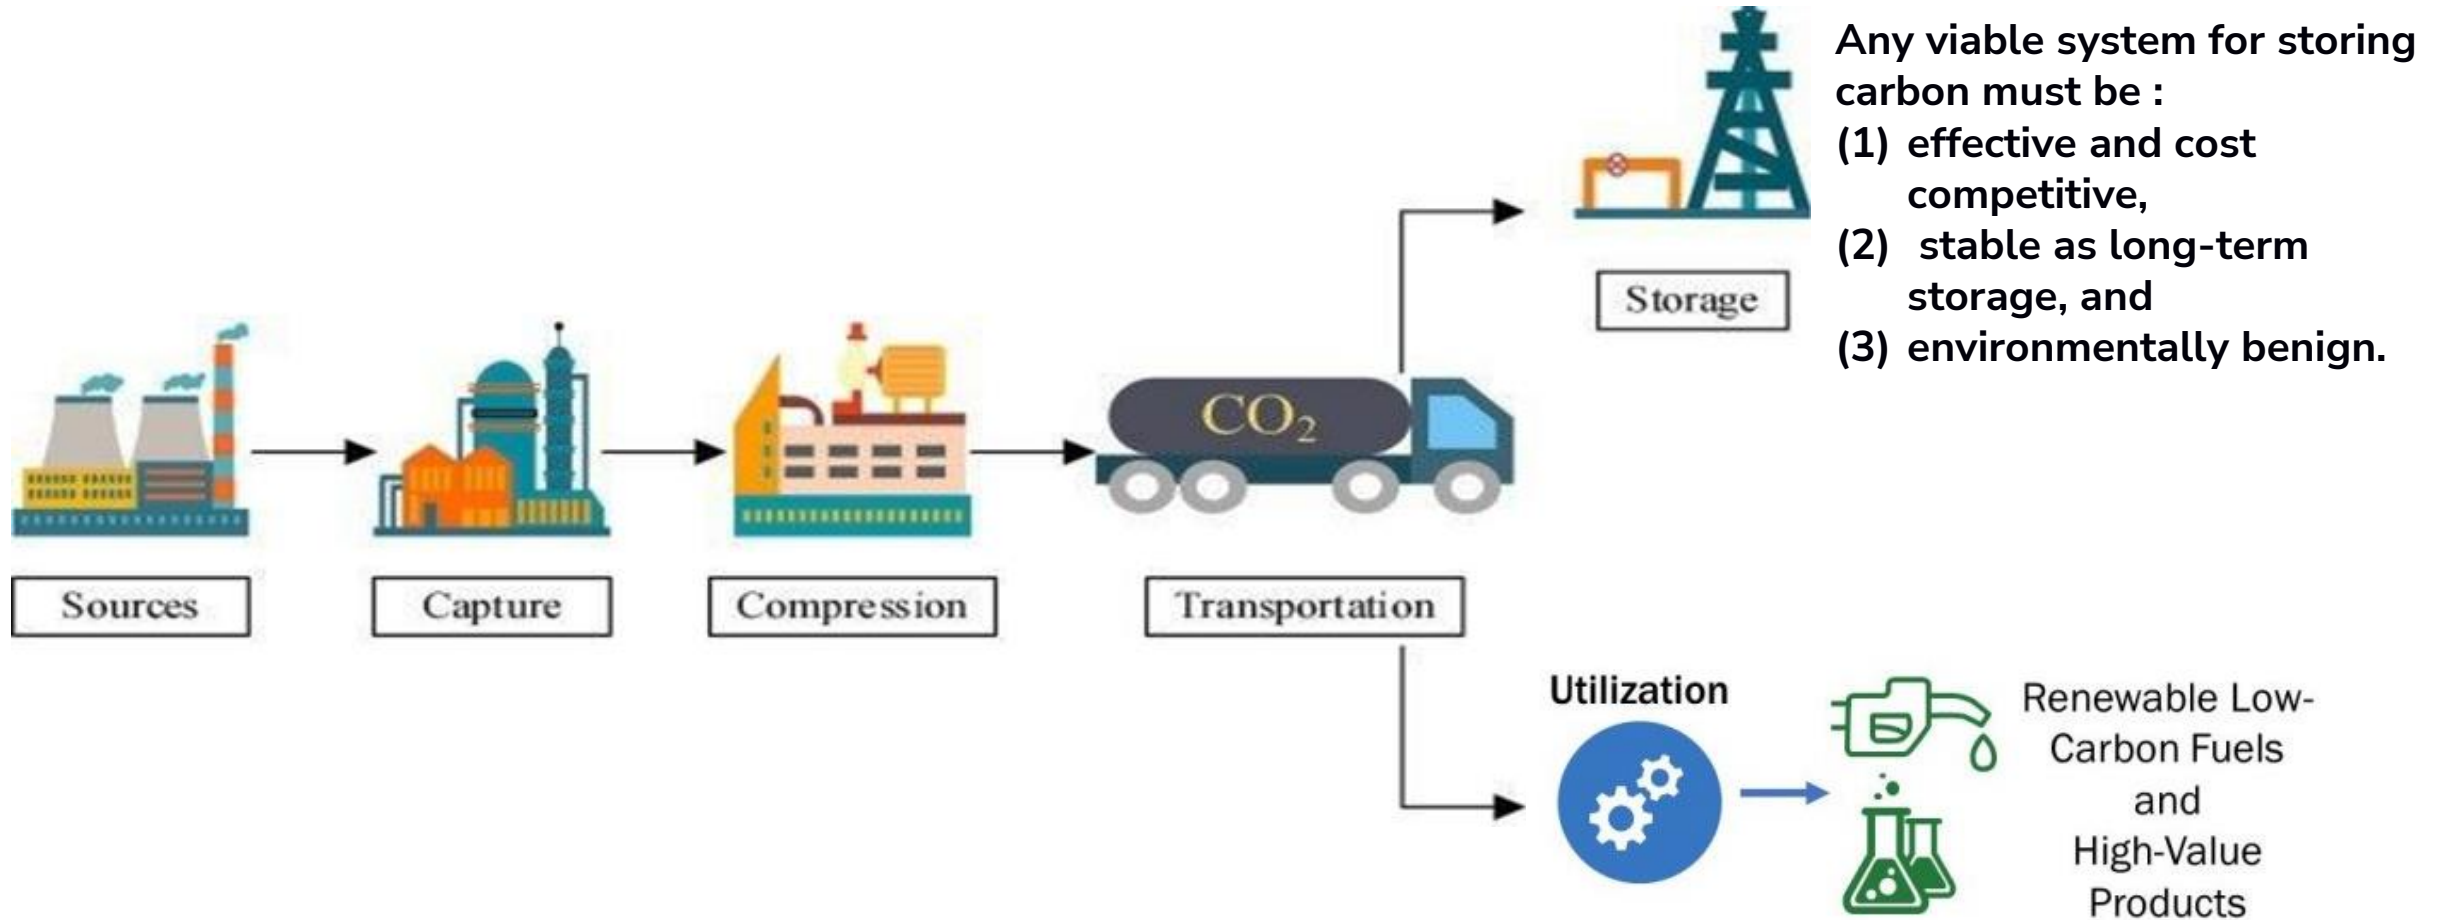 Any viable system for storing
carbon must be :
(1) effective and cost
competitive,
(2) stable as long-term
storage, and
(3) environmentally benign.
Storage
CO₂
Sources
Capture
Compression
Transportation
Utilization
Renewable Low-
Carbon Fuels
and
High-Value
Products